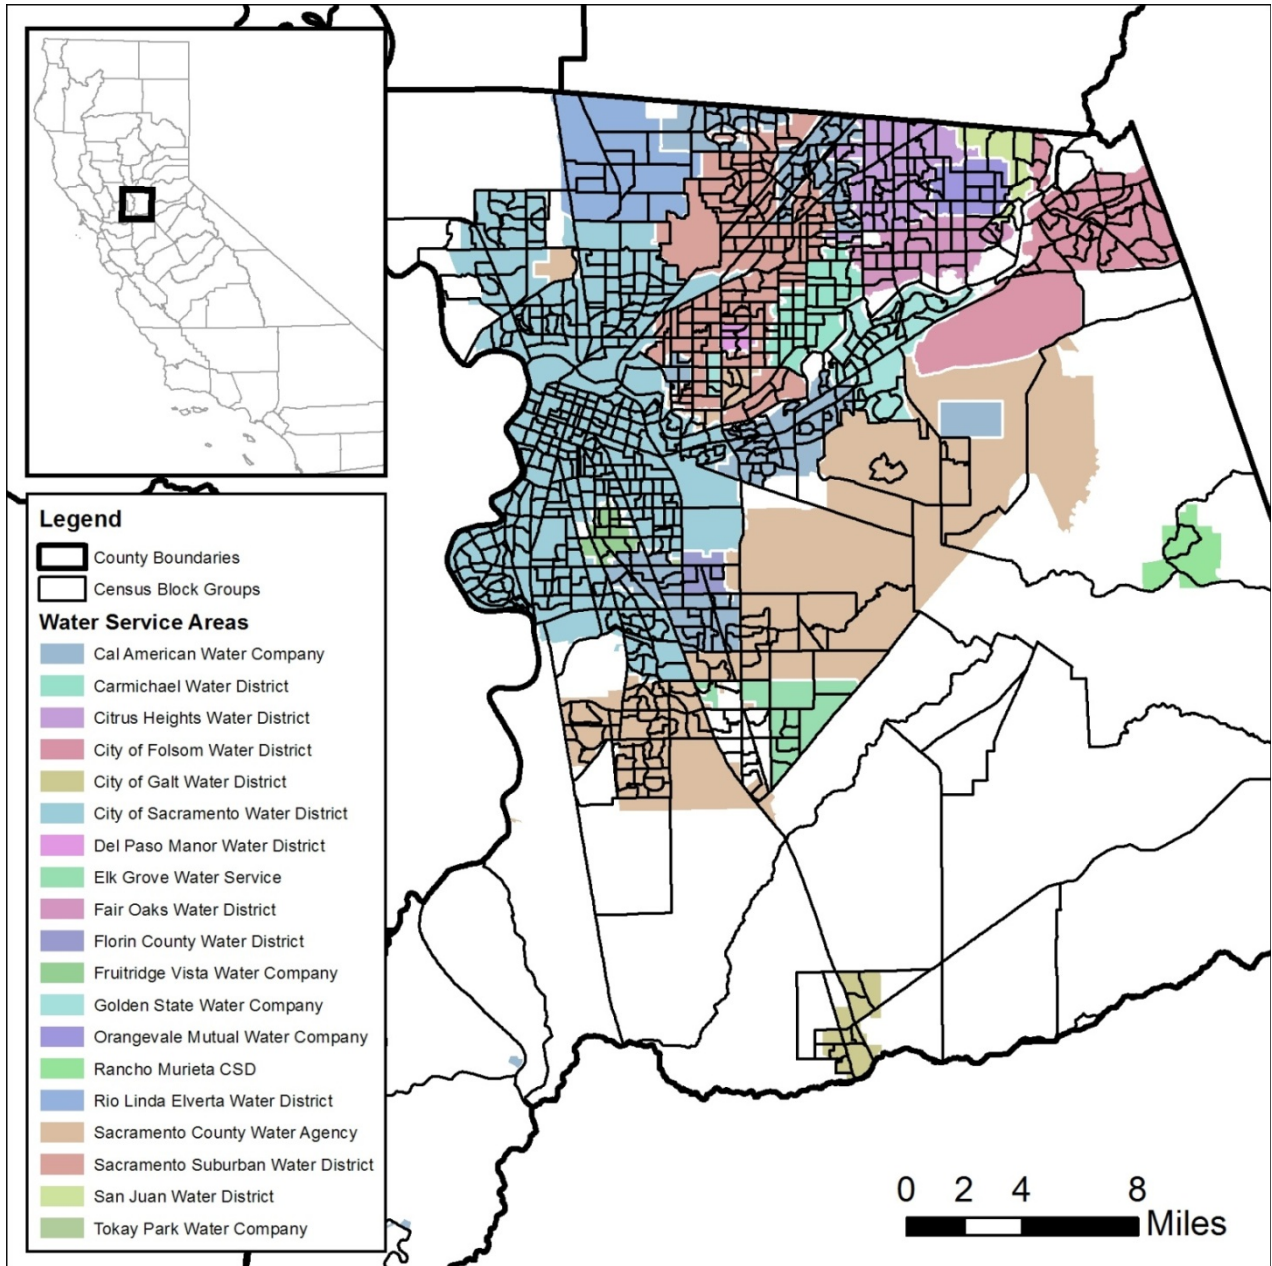 Legend
County Boundaries
Census Block Groups
Water Service Areas
Cal American Water Company
Carmichael Water District
Citrus Heights Water District
City of Folsom Water District
City of Galt Water District
City of Sacramento Water District
Del Paso Manor Water District
Elk Grove Water Service
Fair Oaks Water District
Florin County Water District
Fruitridge Vista Water Company
Golden State Water Company
Orangevale Mutual Water Company
Rancho Murieta CSD
Rio Linda Elverta Water District
Sacramento County Water Agency
Sacramento Suburban Water District
San Juan Water District
Tokay Park Water Company
0 2 4 8
Miles